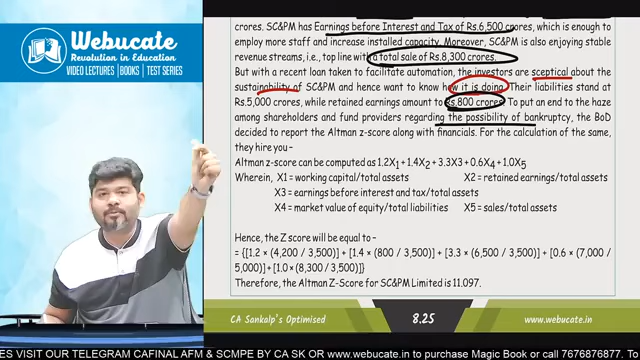 Webucate
Revolution in Education
VIDEO LECTURES | BOOKS | TEST SERIES
crores. SC&PM has Earnings before Interest and Tax of Rs.6,500 crores, which is enough to
employ more staff and increase installed capacity. Moreover, SC&PM is also enjoying stable
revenue streams, i.e., top line with a total sale of Rs.8,300 crores.
But with a recent loan taken to facilitate automation, the investors are sceptical about the
sustainability of SC&PM and hence want to know how it is doing. Their liabilities stand at
Rs.5,000 crores, while retained earnings amount to Rs.800 crores. To put an end to the haze
among shareholders and fund providers regarding the possibility of bankruptcy, the BoD
decided to report the Altman z-score along with financials. For the calculation of the same,
they hire you –
Altman z-score can be computed as 1.2X1 + 1.4X2 + 3.3X3 + 0.6X4 + 1.0X5
Wherein, X1 = working capital/total assets X2 = retained earnings/total assets
X3 = earnings before interest and tax/total assets
X4 = market value of equity/total liabilities X5 = sales/total assets
Hence, the Z score will be equal to –
= {[1.2 × (4,200 / 3,500)] + [1.4 × (800 / 3,500)] + [3.3 × (6,500 / 3,500)] + [0.6 × (7,000 /
5,000)] + [1.0 × (8,300 / 3,500)]}
Therefore, the Altman Z-Score for SC&PM Limited is 11.097.
CA Sankalp's Optimised 8.25 www.webucate.in
ES VISIT OUR TELEGRAM CAFINAL AFM & SCMPE BY CA SK OR www.webucate.in to purchase Magic Book or call 7676876877. To